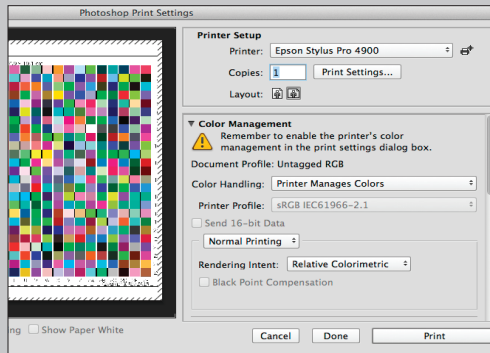 Photoshop Print Settings
Printer Setup
Printer: Epson Stylus Pro 4900
Copies: 1 Print Settings...
Layout:
Color Management
Remember to enable the printer's color
management in the print settings dialog box.
Document Profile: Untagged RGB
Color Handling: Printer Manages Colors
Printer Profile: sRGB IEC61966-2.1
Send 16-bit Data
Normal Printing
Rendering Intent: Relative Colorimetric
Black Point Compensation
ng Show Paper White
Cancel Done Print